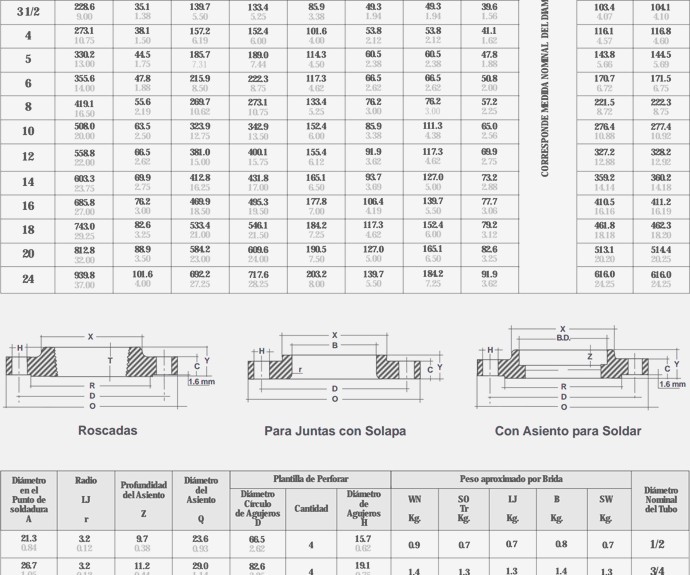 3 1/2 228.6 35.1 139.7 133.4 85.9 49.3 49.3 39.6 103.4 104.1
9.00 1.38 5.50 5.25 3.38 1.94 1.94 1.56 4.07 4.10
4 273.1 38.1 157.2 152.4 101.6 53.8 53.8 41.1 116.1 116.8
10.75 1.50 6.19 6.00 4.00 2.12 2.12 1.62 4.57 4.60
5 330.2 44.5 185.7 189.0 114.3 60.5 60.5 47.8 143.8 144.5
13.00 1.75 7.31 7.44 4.50 2.38 2.38 1.88 5.66 5.69
6 355.6 47.8 215.9 222.3 117.3 66.5 66.5 50.8 170.7 171.5
14.00 1.88 8.50 8.75 4.62 2.62 2.62 2.00 6.72 6.75
8 419.1 55.6 269.7 273.1 133.4 76.2 76.2 57.2 221.5 222.3
16.50 2.19 10.62 10.75 5.25 3.00 3.00 2.25 8.72 8.75
10 508.0 63.5 323.9 342.9 152.4 85.9 111.3 65.0 276.4 277.4
20.00 2.50 12.75 13.50 6.00 3.38 4.38 2.56 10.88 10.92
12 558.8 66.5 381.0 400.1 155.4 91.9 117.3 69.9 327.2 328.2
22.00 2.62 15.00 15.75 6.12 3.62 4.62 2.75 12.88 12.92
14 603.3 69.9 412.8 431.8 165.1 93.7 127.0 73.2 359.2 360.2
23.75 2.75 16.25 17.00 6.50 3.69 5.00 2.88 14.14 14.18
16 685.8 76.2 469.9 495.3 177.8 106.4 139.7 77.7 410.5 411.2
27.00 3.00 18.50 19.50 7.00 4.19 5.50 3.06 16.16 16.19
18 743.0 82.6 533.4 546.1 184.2 117.3 152.4 79.2 461.8 462.3
29.25 3.25 21.00 21.50 7.25 4.62 6.00 3.12 18.18 18.20
20 812.8 88.9 584.2 609.6 190.5 127.0 165.1 82.6 513.1 514.4
32.00 3.50 23.00 24.00 7.50 5.00 6.50 3.25 20.20 20.25
24 939.8 101.6 692.2 717.6 203.2 139.7 184.2 91.9 616.0 616.0
37.00 4.00 27.25 28.25 8.00 5.50 7.25 3.62 24.25 24.25
CORRESPONDE MEDIDA NOMINAL DEL
X
H
T
C
Y
1.6 mm
R
D
O
Roscadas
X
B
H
r
C
Y
D
O
Para Juntas con Solapa
X
B.D.
H
Z
C
Y
1.6 mm
R
D
O
Con Asiento para Soldar
Diámetro en el Punto de soldadura A
Radio LJ r
Profundidad del Asiento Z
Diámetro del Asiento Q
Plantilla de Perforar
Diámetro Círculo de Agujeros D
Cantidad
Diámetro de Agujeros H
Peso aproximado por Brida
WN Kg.
SO Tr Kg.
LJ Kg.
B Kg.
SW Kg.
Diámetro Nominal del Tubo
21.3 3.2 9.7 23.6 66.5 4 15.7 0.9 0.7 0.7 0.8 0.7 1/2
0.84 0.12 0.38 0.93 2.62 0.62
26.7 3.2 11.2 29.0 82.6 4 19.1 1.4 1.3 1.3 1.4 1.3 3/4